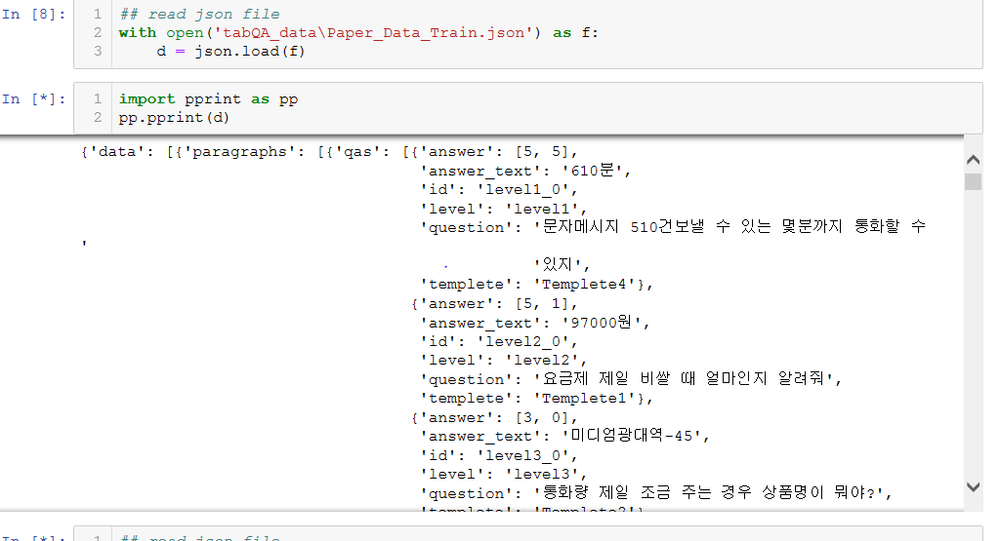 In [8]:
1 ## read json file
2 with open('tabQA_data\Paper_Data_Train.json') as f:
3     d = json.load(f)
In [*]:
1 import pprint as pp
2 pp.pprint(d)
{'data': [{'paragraphs': [{'qas': [{'answer': [5, 5],
'answer_text': '610분',
'id': 'level1_0',
'level': 'level1',
'question': '문자메시지 510건보낼 수 있는 몇분까지 통화할 수
'
'있지',
'templete': 'Templete4'},
{'answer': [5, 1],
'answer_text': '97000원',
'id': 'level2_0',
'level': 'level2',
'question': '요금제 제일 비쌀 때 얼마인지 알려줘',
'templete': 'Templete1'},
{'answer': [3, 0],
'answer_text': '미디엄광대역-45',
'id': 'level3_0',
'level': 'level3',
'question': '통화량 제일 조금 주는 경우 상품명이 뭐야?',
In [*]:
1 ## read json file